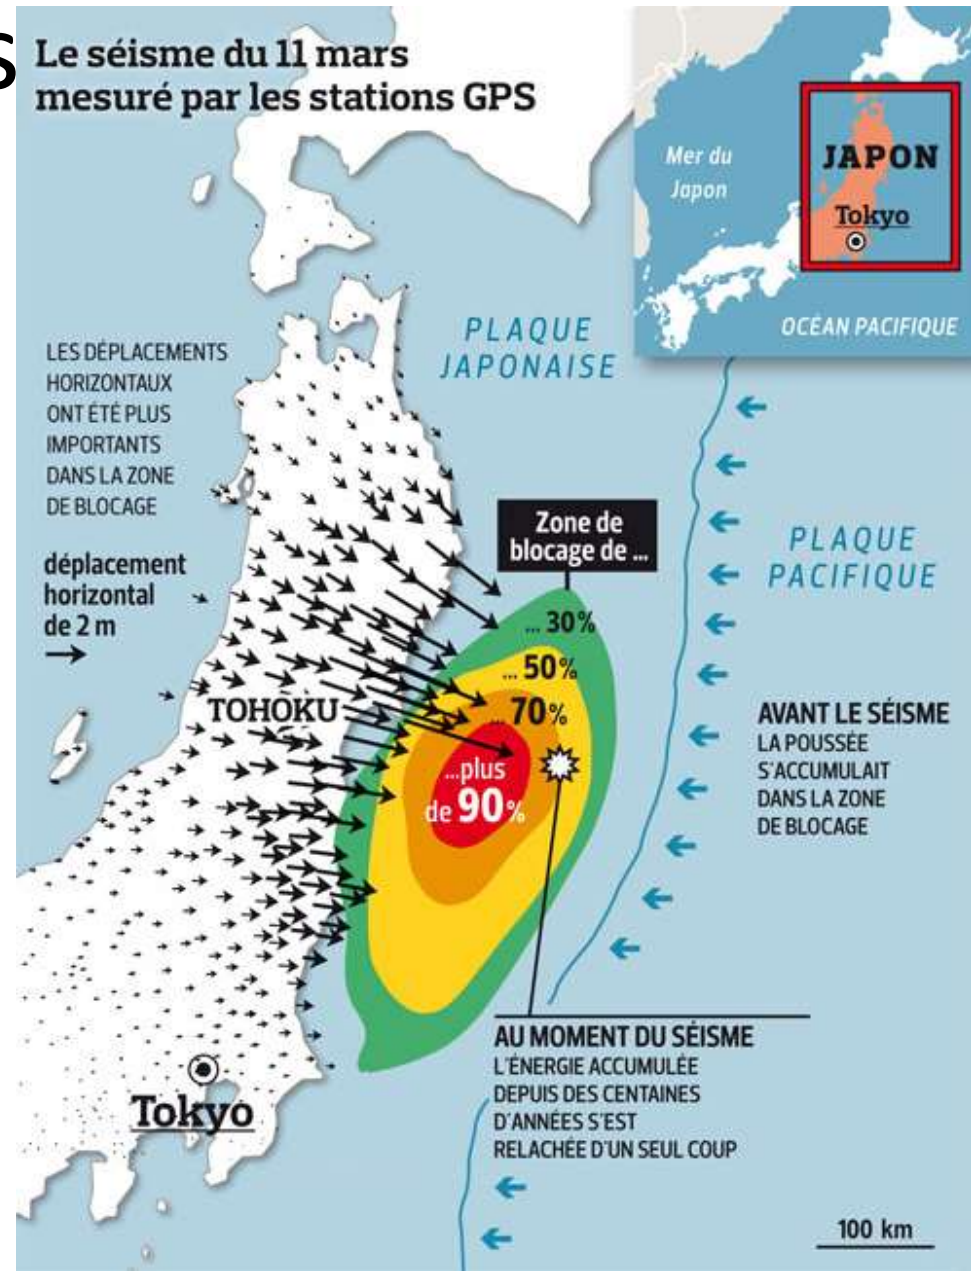 S
Le séisme du 11 mars
mesuré par les stations GPS
Mer du
Japon
JAPON
Tokyo
OCÉAN PACIFIQUE
PLAQUE
JAPONAISE
LES DÉPLACEMENTS
HORIZONTAUX
ONT ÉTÉ PLUS
IMPORTANTS
DANS LA ZONE
DE BLOCAGE
déplacement
horizontal
de 2 m
Zone de
blocage de ...
... 30%
... 50%
... 70%
...plus
de 90%
TOHOKU
PLAQUE
PACIFIQUE
AVANT LE SÉISME
LA POUSSÉE
S'ACCUMULAIT
DANS LA ZONE
DE BLOCAGE
AU MOMENT DU SÉISME
L'ÉNERGIE ACCUMULÉE
DEPUIS DES CENTAINES
D'ANNÉES S'EST
RELACHÉE D'UN SEUL COUP
Tokyo
100 km